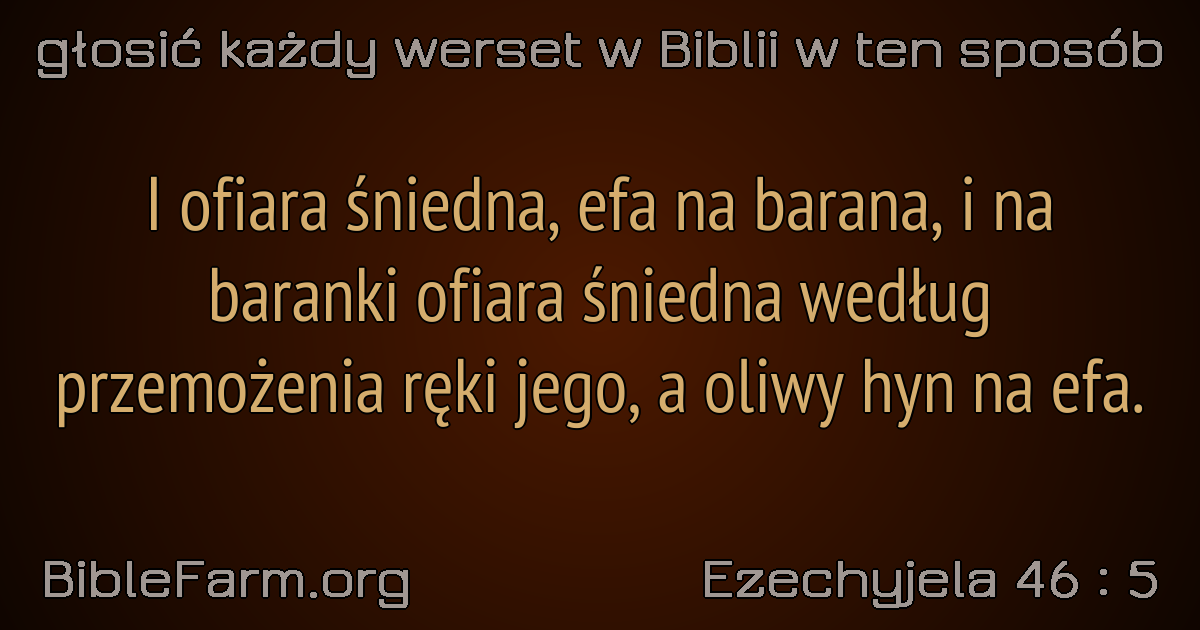 głosić każdy werset w Biblii w ten sposób
I ofiara śniedna, efa na barana, i na
baranki ofiara śniedna według
przemożenia ręki jego, a oliwy hyn na efa.
BibleFarm.org
Ezechyjela 46 : 5